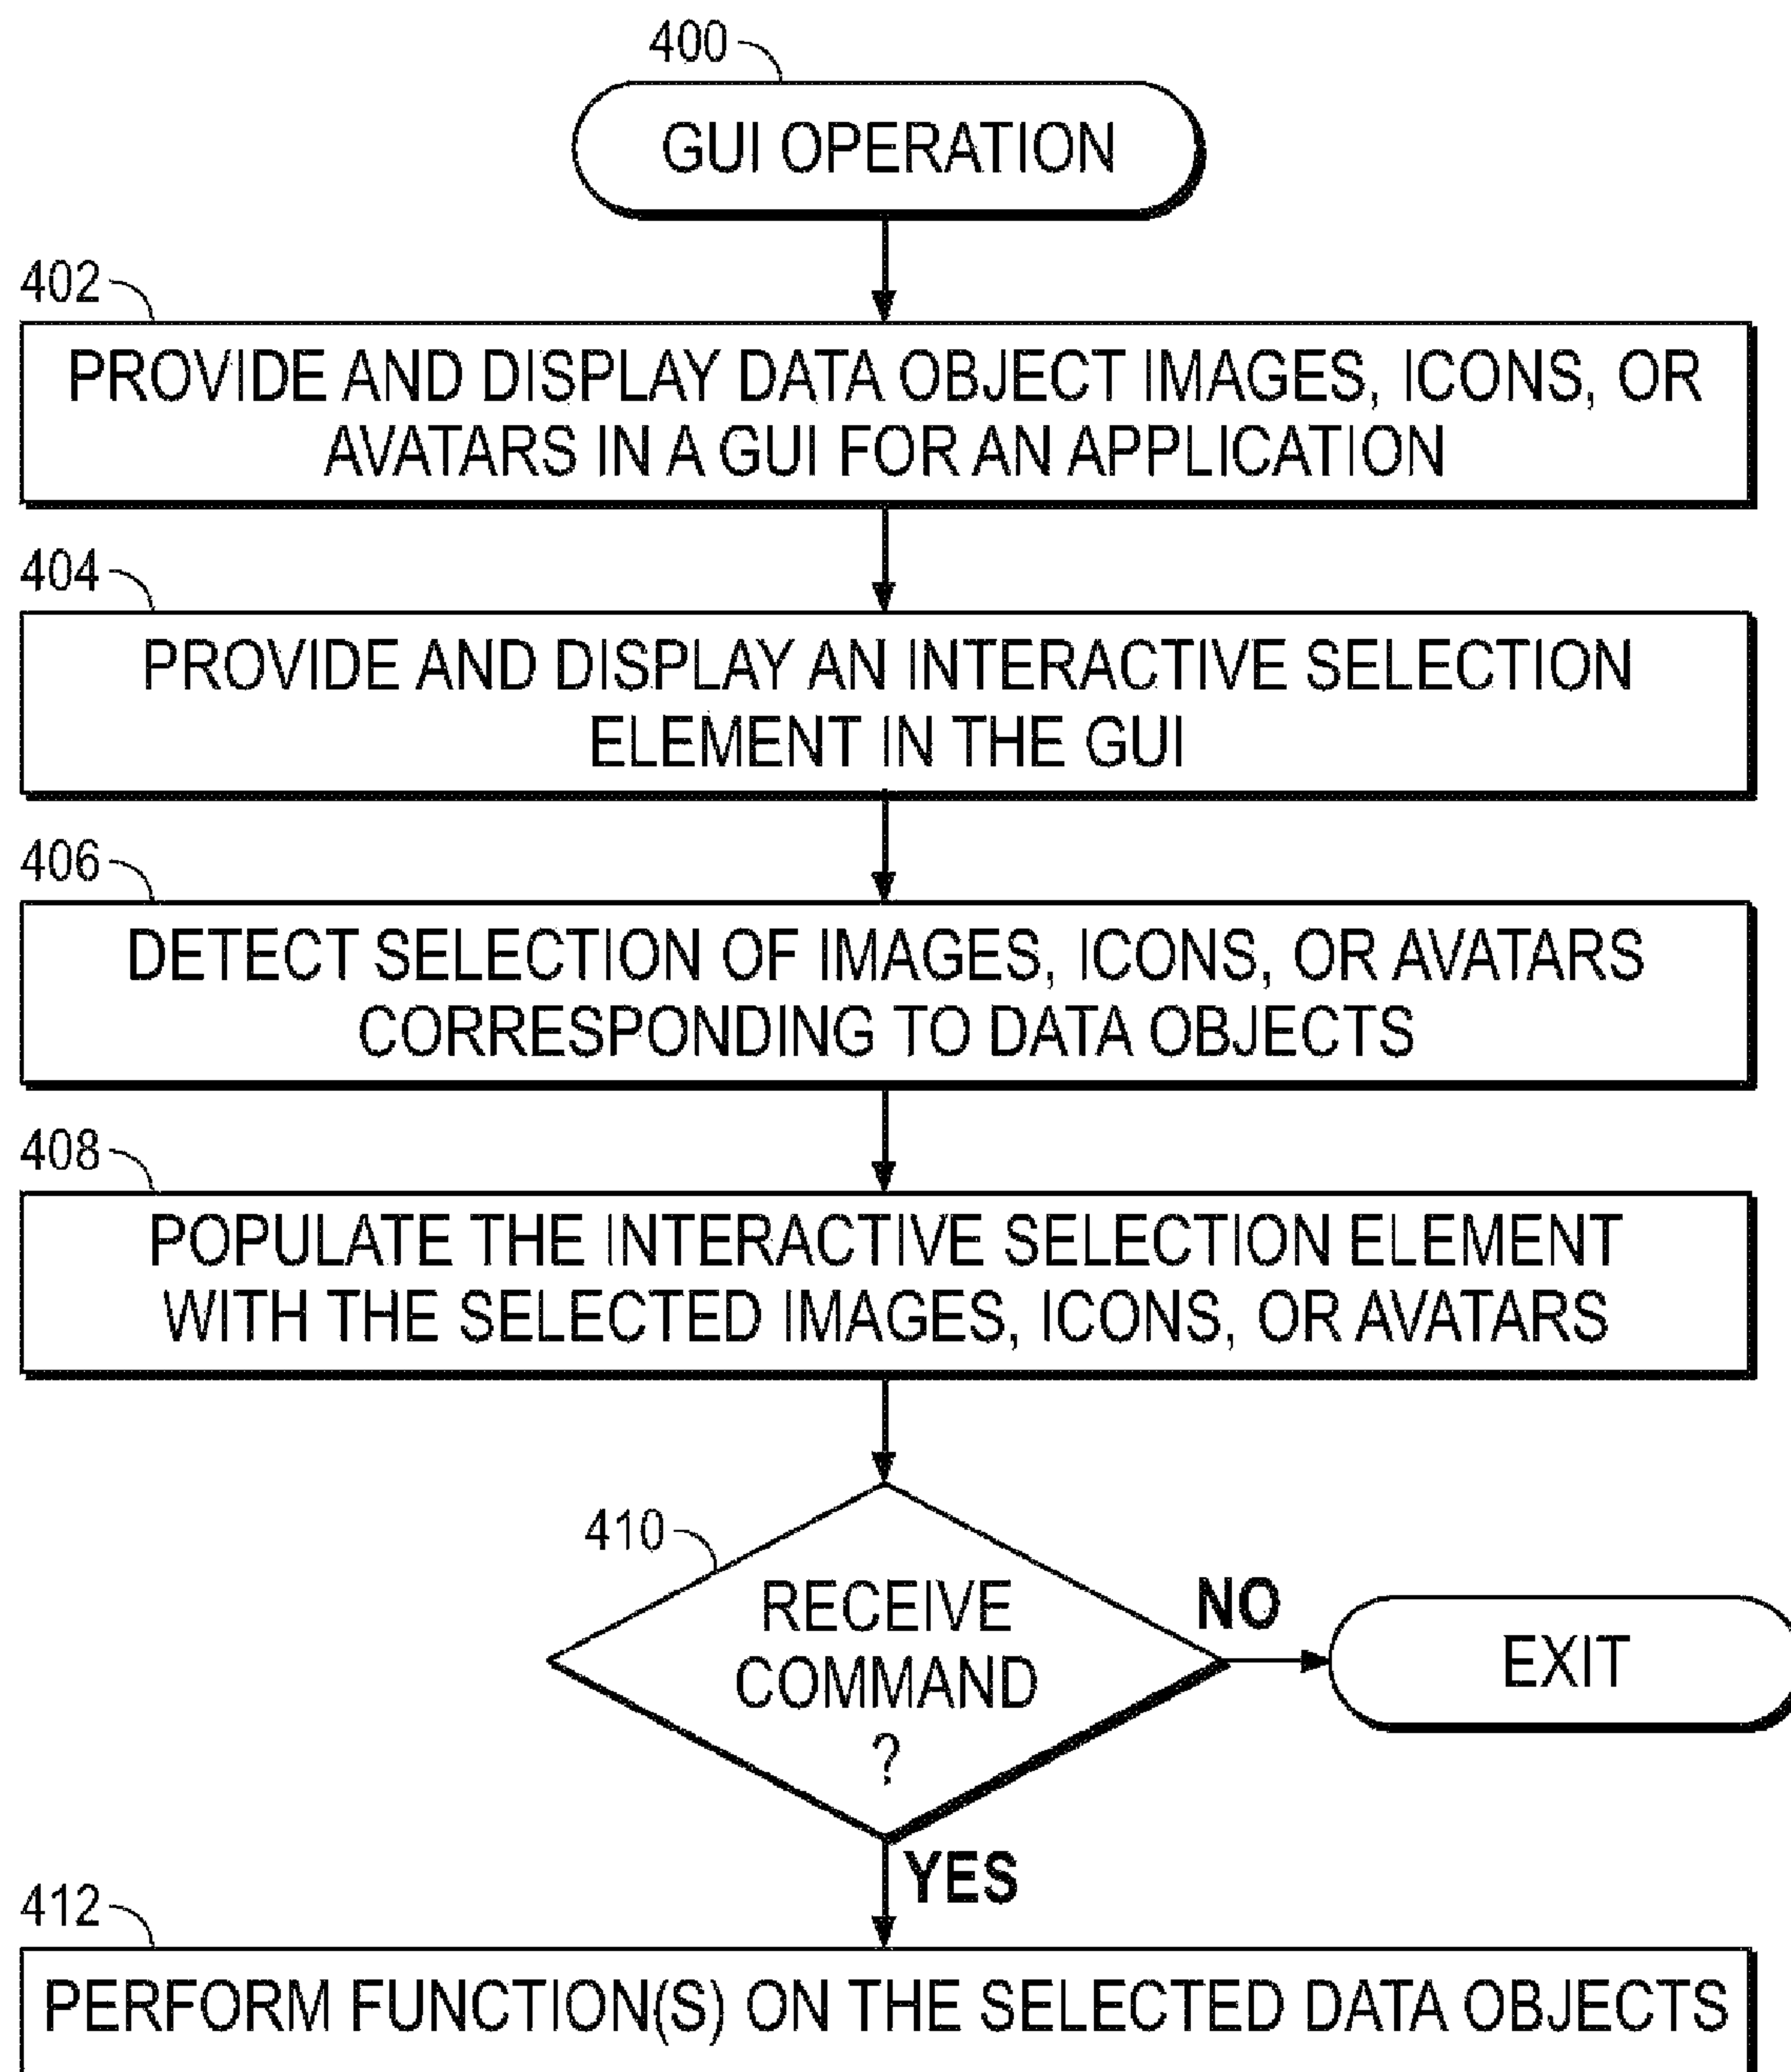 400
GUI OPERATION
402
PROVIDE AND DISPLAY DATA OBJECT IMAGES, ICONS, OR
AVATARS IN A GUI FOR AN APPLICATION
404
PROVIDE AND DISPLAY AN INTERACTIVE SELECTION
ELEMENT IN THE GUI
406
DETECT SELECTION OF IMAGES, ICONS, OR AVATARS
CORRESPONDING TO DATA OBJECTS
408
POPULATE THE INTERACTIVE SELECTION ELEMENT
WITH THE SELECTED IMAGES, ICONS, OR AVATARS
410
RECEIVE
COMMAND
?
NO
EXIT
YES
412
PERFORM FUNCTION(S) ON THE SELECTED DATA OBJECTS